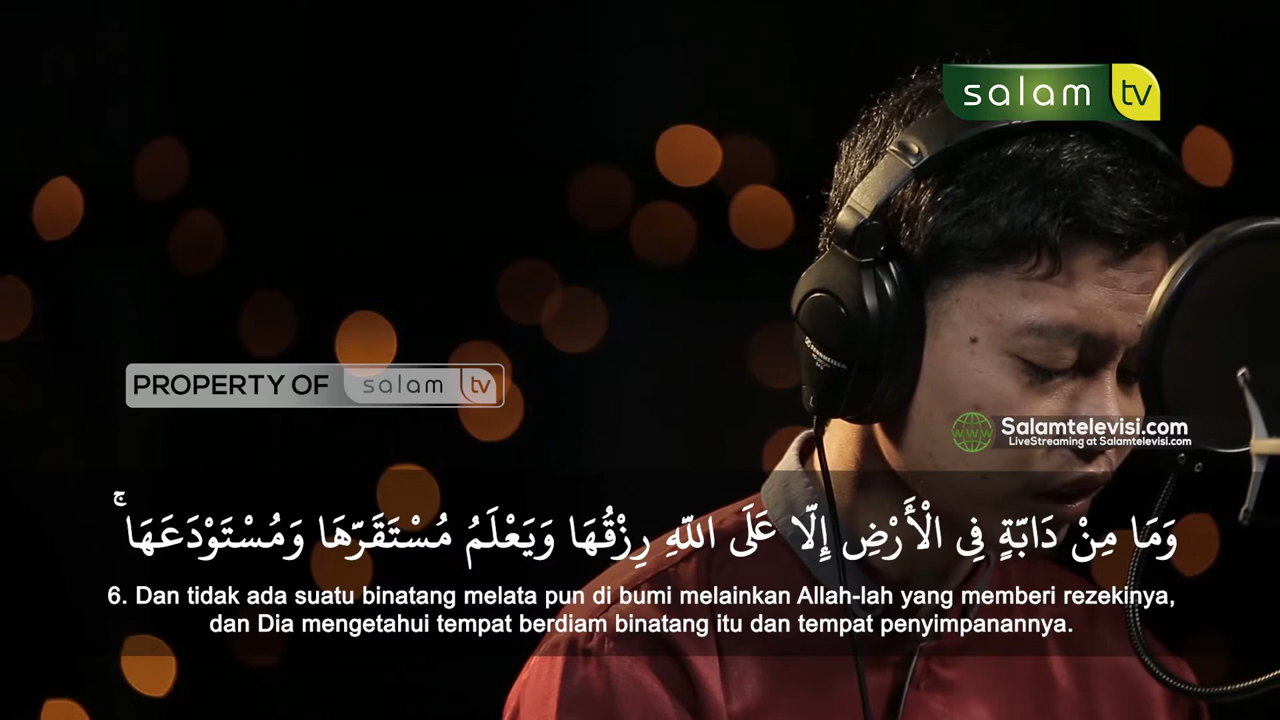 salam tv
PROPERTY OF salam tv
Salamtelevisi.com
LiveStreaming at Salamtelevisi.com
وَمَا مِنْ دَابَّةٍ فِى الْأَرْضِ إِلَّا عَلَى اللّٰهِ رِزْقُهَا وَيَعْلَمُ مُسْتَقَرَّهَا وَمُسْتَوْدَعَهَا ۚ
6. Dan tidak ada suatu binatang melata pun di bumi melainkan Allah-lah yang memberi rezekinya,
dan Dia mengetahui tempat berdiam binatang itu dan tempat penyimpanannya.